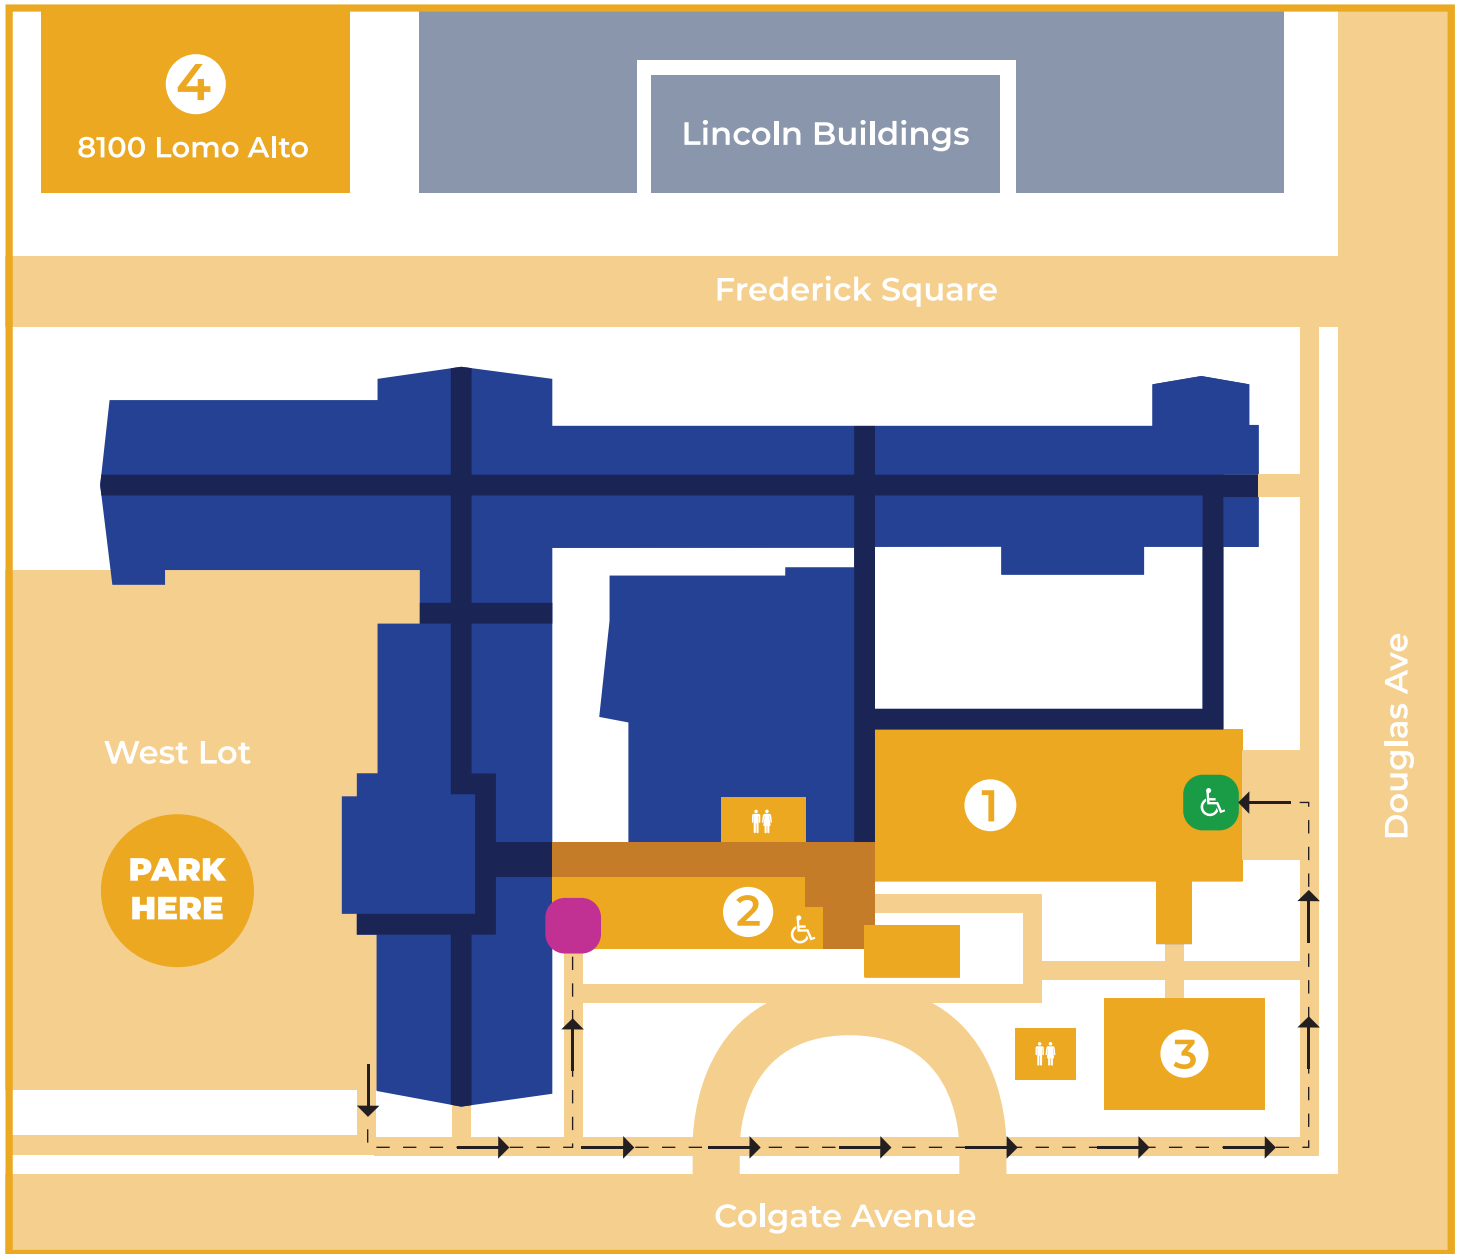 4
8100 Lomo Alto
Lincoln Buildings
Frederick Square
Douglas Ave
West Lot
PARK
HERE
1
2
3
Colgate Avenue